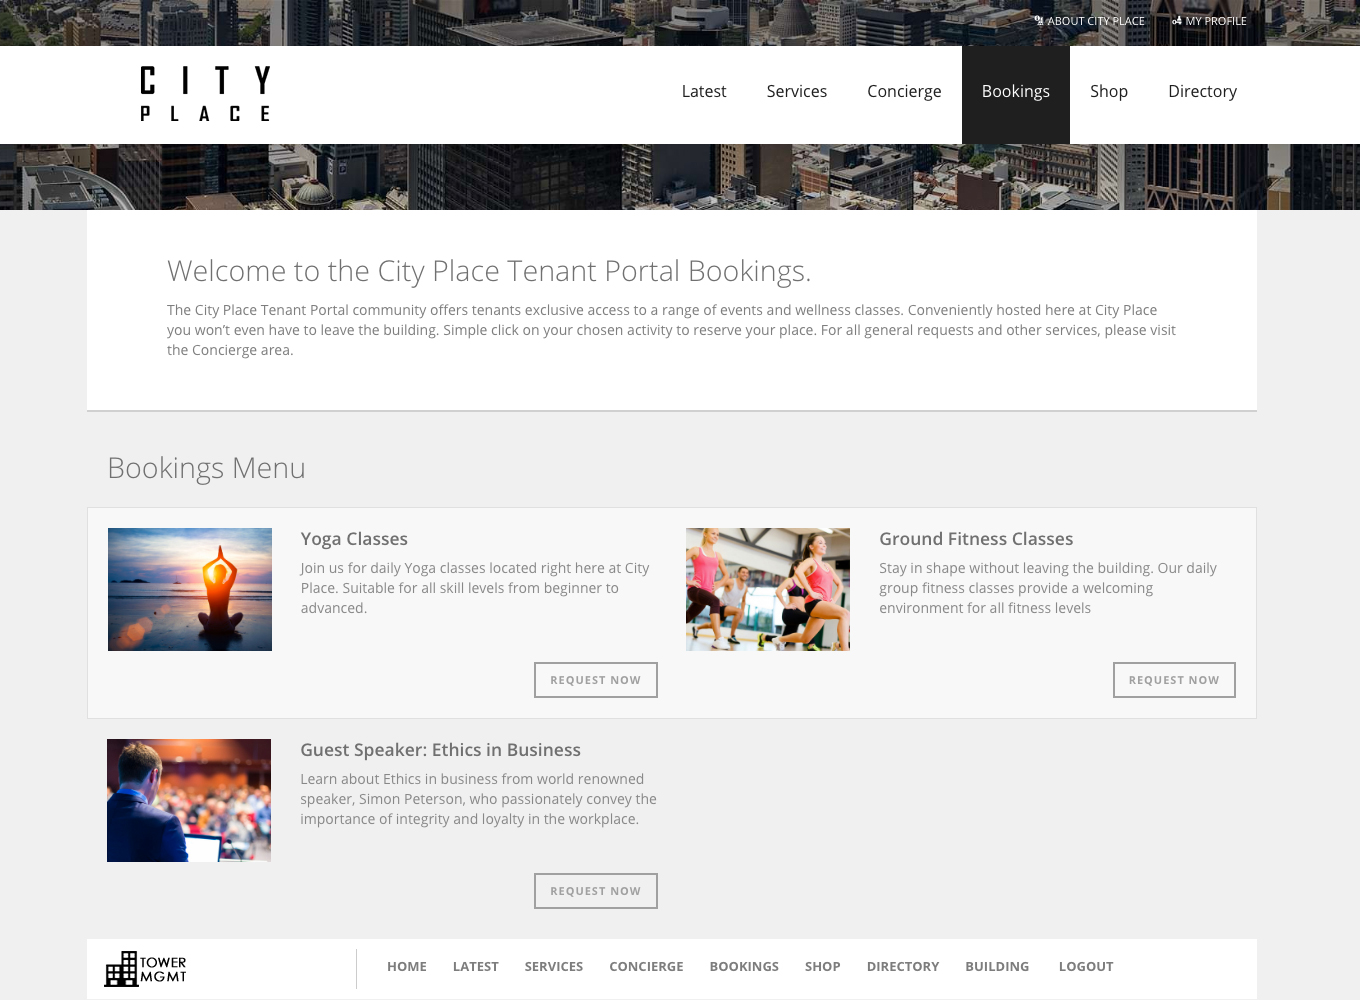 ABOUT CITY PLACE
MY PROFILE
CITY
PLACE
Latest
Services
Concierge
Bookings
Shop
Directory
Welcome to the City Place Tenant Portal Bookings.
The City Place Tenant Portal community offers tenants exclusive access to a range of events and wellness classes. Conveniently hosted here at City Place
you won’t even have to leave the building. Simple click on your chosen activity to reserve your place. For all general requests and other services, please visit
the Concierge area.
Bookings Menu
Yoga Classes
Join us for daily Yoga classes located right here at City
Place. Suitable for all skill levels from beginner to
advanced.
REQUEST NOW
Ground Fitness Classes
Stay in shape without leaving the building. Our daily
group fitness classes provide a welcoming
environment for all fitness levels
REQUEST NOW
Guest Speaker: Ethics in Business
Learn about Ethics in business from world renowned
speaker, Simon Peterson, who passionately convey the
importance of integrity and loyalty in the workplace.
REQUEST NOW
TOWER
MGMT
HOME
LATEST
SERVICES
CONCIERGE
BOOKINGS
SHOP
DIRECTORY
BUILDING
LOGOUT